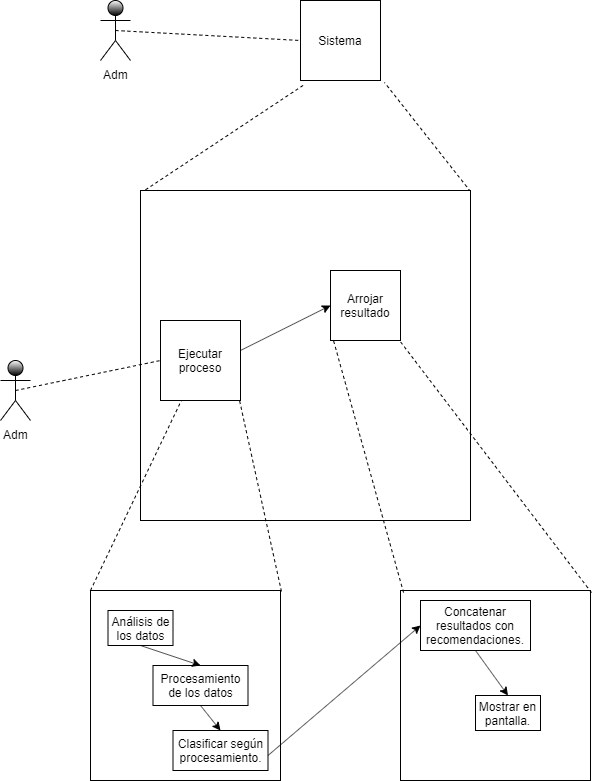 Sistema
Adm
Arrojar
resultado
Ejecutar
proceso
Adm
Análisis de
los datos
Procesamiento
de los datos
Clasificar según
procesamiento.
Concatenar
resultados con
recomendaciones.
Mostrar en
pantalla.